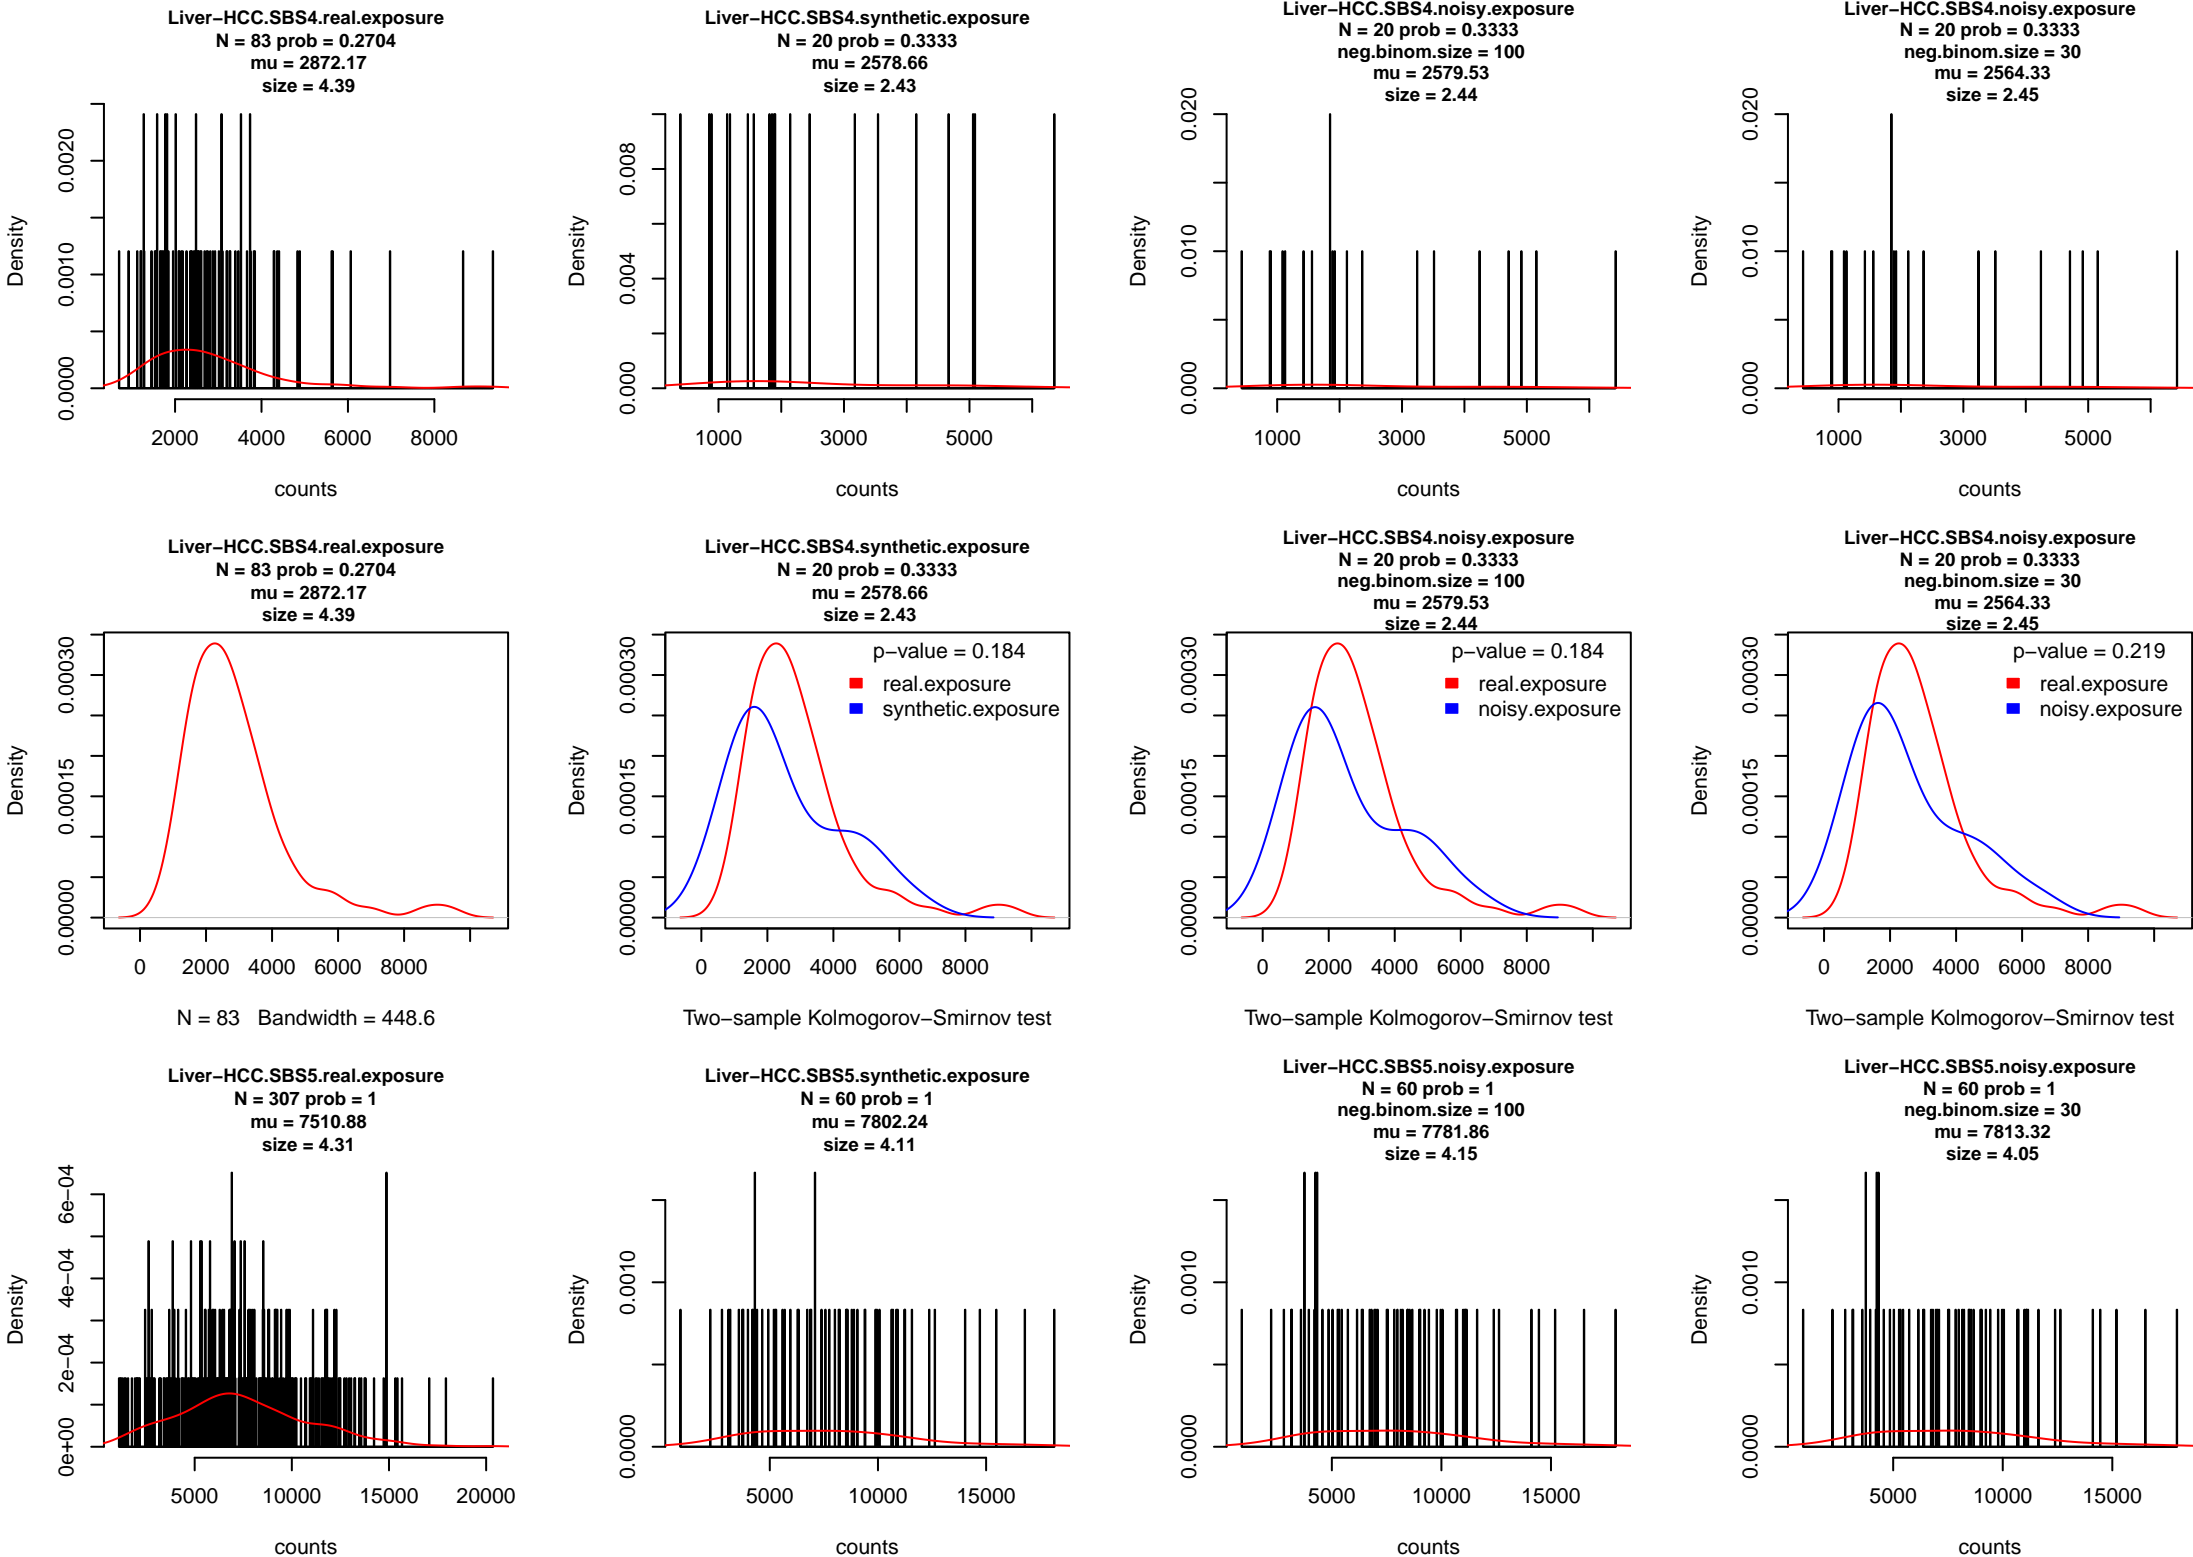 Liver−HCC.SBS4.real.exposure
N = 83 prob = 0.2704
mu = 2872.17
size = 4.39
Density
0.0000 0.0010 0.0020
2000 4000 6000 8000
counts
Liver−HCC.SBS4.synthetic.exposure
N = 20 prob = 0.3333
mu = 2578.66
size = 2.43
Density
0.000 0.004 0.008
1000 3000 5000
counts
Liver−HCC.SBS4.noisy.exposure
N = 20 prob = 0.3333
neg.binom.size = 100
mu = 2579.53
size = 2.44
Density
0.000 0.010 0.020
1000 3000 5000
counts
Liver−HCC.SBS4.noisy.exposure
N = 20 prob = 0.3333
neg.binom.size = 30
mu = 2564.33
size = 2.45
Density
0.000 0.010 0.020
1000 3000 5000
counts
Liver−HCC.SBS4.real.exposure
N = 83 prob = 0.2704
mu = 2872.17
size = 4.39
Density
0.00000 0.00015 0.00030
0 2000 4000 6000 8000
N = 83 Bandwidth = 448.6
Liver−HCC.SBS4.synthetic.exposure
N = 20 prob = 0.3333
mu = 2578.66
size = 2.43
p−value = 0.184
real.exposure
synthetic.exposure
Density
0.00000 0.00015 0.00030
0 2000 4000 6000 8000
Two−sample Kolmogorov−Smirnov test
Liver−HCC.SBS4.noisy.exposure
N = 20 prob = 0.3333
neg.binom.size = 100
mu = 2579.53
size = 2.44
p−value = 0.184
real.exposure
noisy.exposure
Density
0.00000 0.00015 0.00030
0 2000 4000 6000 8000
Two−sample Kolmogorov−Smirnov test
Liver−HCC.SBS4.noisy.exposure
N = 20 prob = 0.3333
neg.binom.size = 30
mu = 2564.33
size = 2.45
p−value = 0.219
real.exposure
noisy.exposure
Density
0.00000 0.00015 0.00030
0 2000 4000 6000 8000
Two−sample Kolmogorov−Smirnov test
Liver−HCC.SBS5.real.exposure
N = 307 prob = 1
mu = 7510.88
size = 4.31
Density
0e+00 2e−04 4e−04 6e−04
5000 10000 15000 20000
counts
Liver−HCC.SBS5.synthetic.exposure
N = 60 prob = 1
mu = 7802.24
size = 4.11
Density
0.0000 0.0010
5000 10000 15000
counts
Liver−HCC.SBS5.noisy.exposure
N = 60 prob = 1
neg.binom.size = 100
mu = 7781.86
size = 4.15
Density
0.0000 0.0010
5000 10000 15000
counts
Liver−HCC.SBS5.noisy.exposure
N = 60 prob = 1
neg.binom.size = 30
mu = 7813.32
size = 4.05
Density
0.0000 0.0010
5000 10000 15000
counts